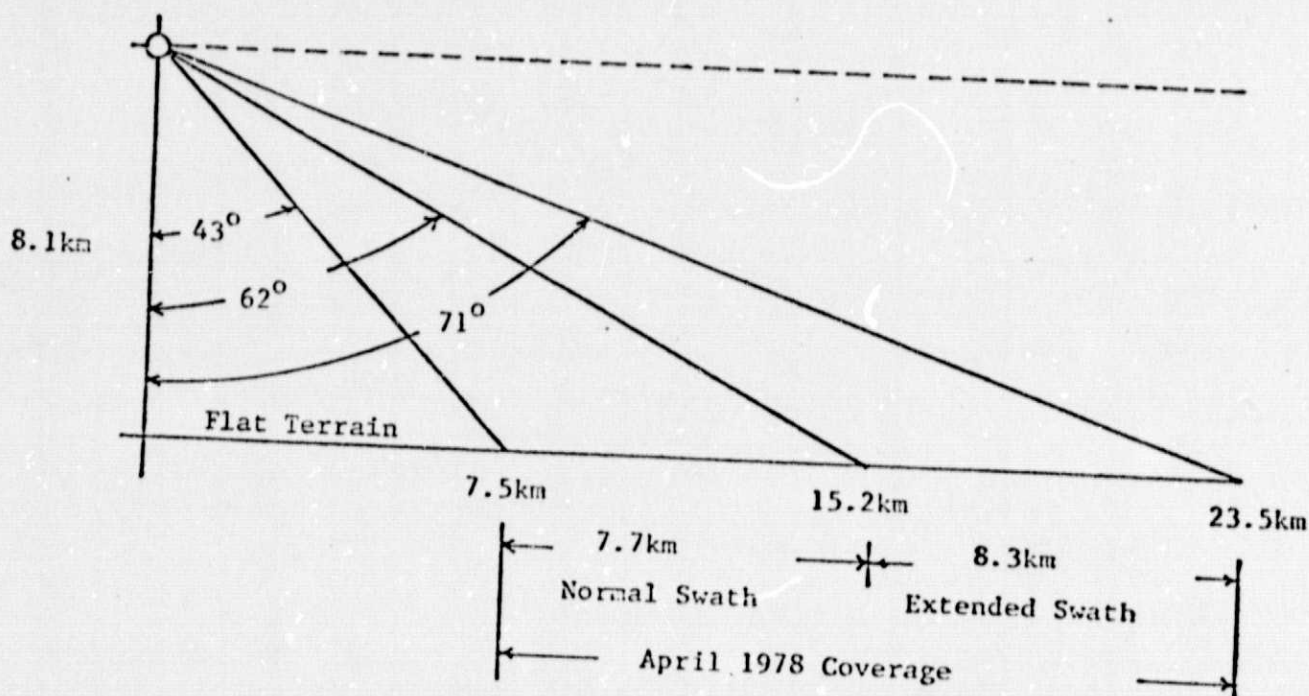 8.1km
43°
62°
71°
Flat Terrain
7.5km
15.2km
23.5km
7.7km
8.3km
Normal Swath
Extended Swath
April 1978 Coverage